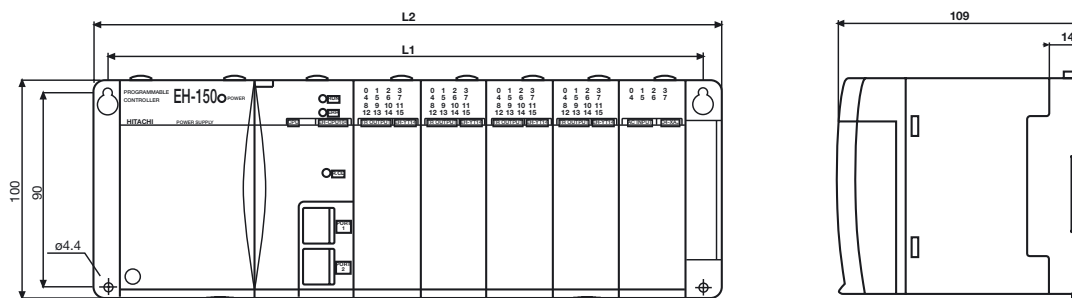 L2
109
L1
14
PROGRAMMABLE
CONTROLLER
EH-150
POWER
HITACHI
POWER SUPPLY
0 1 2 3
4 5 6 7
8 9 10 11
12 13 14 15
0 1 2 3
4 5 6 7
8 9 10 11
12 13 14 15
0 1 2 3
4 5 6 7
8 9 10 11
12 13 14 15
0 1 2 3
4 5 6 7
8 9 10 11
12 13 14 15
0 1 2 3
4 5 6 7
100
90
ø4.4
PORT
1
PORT
2